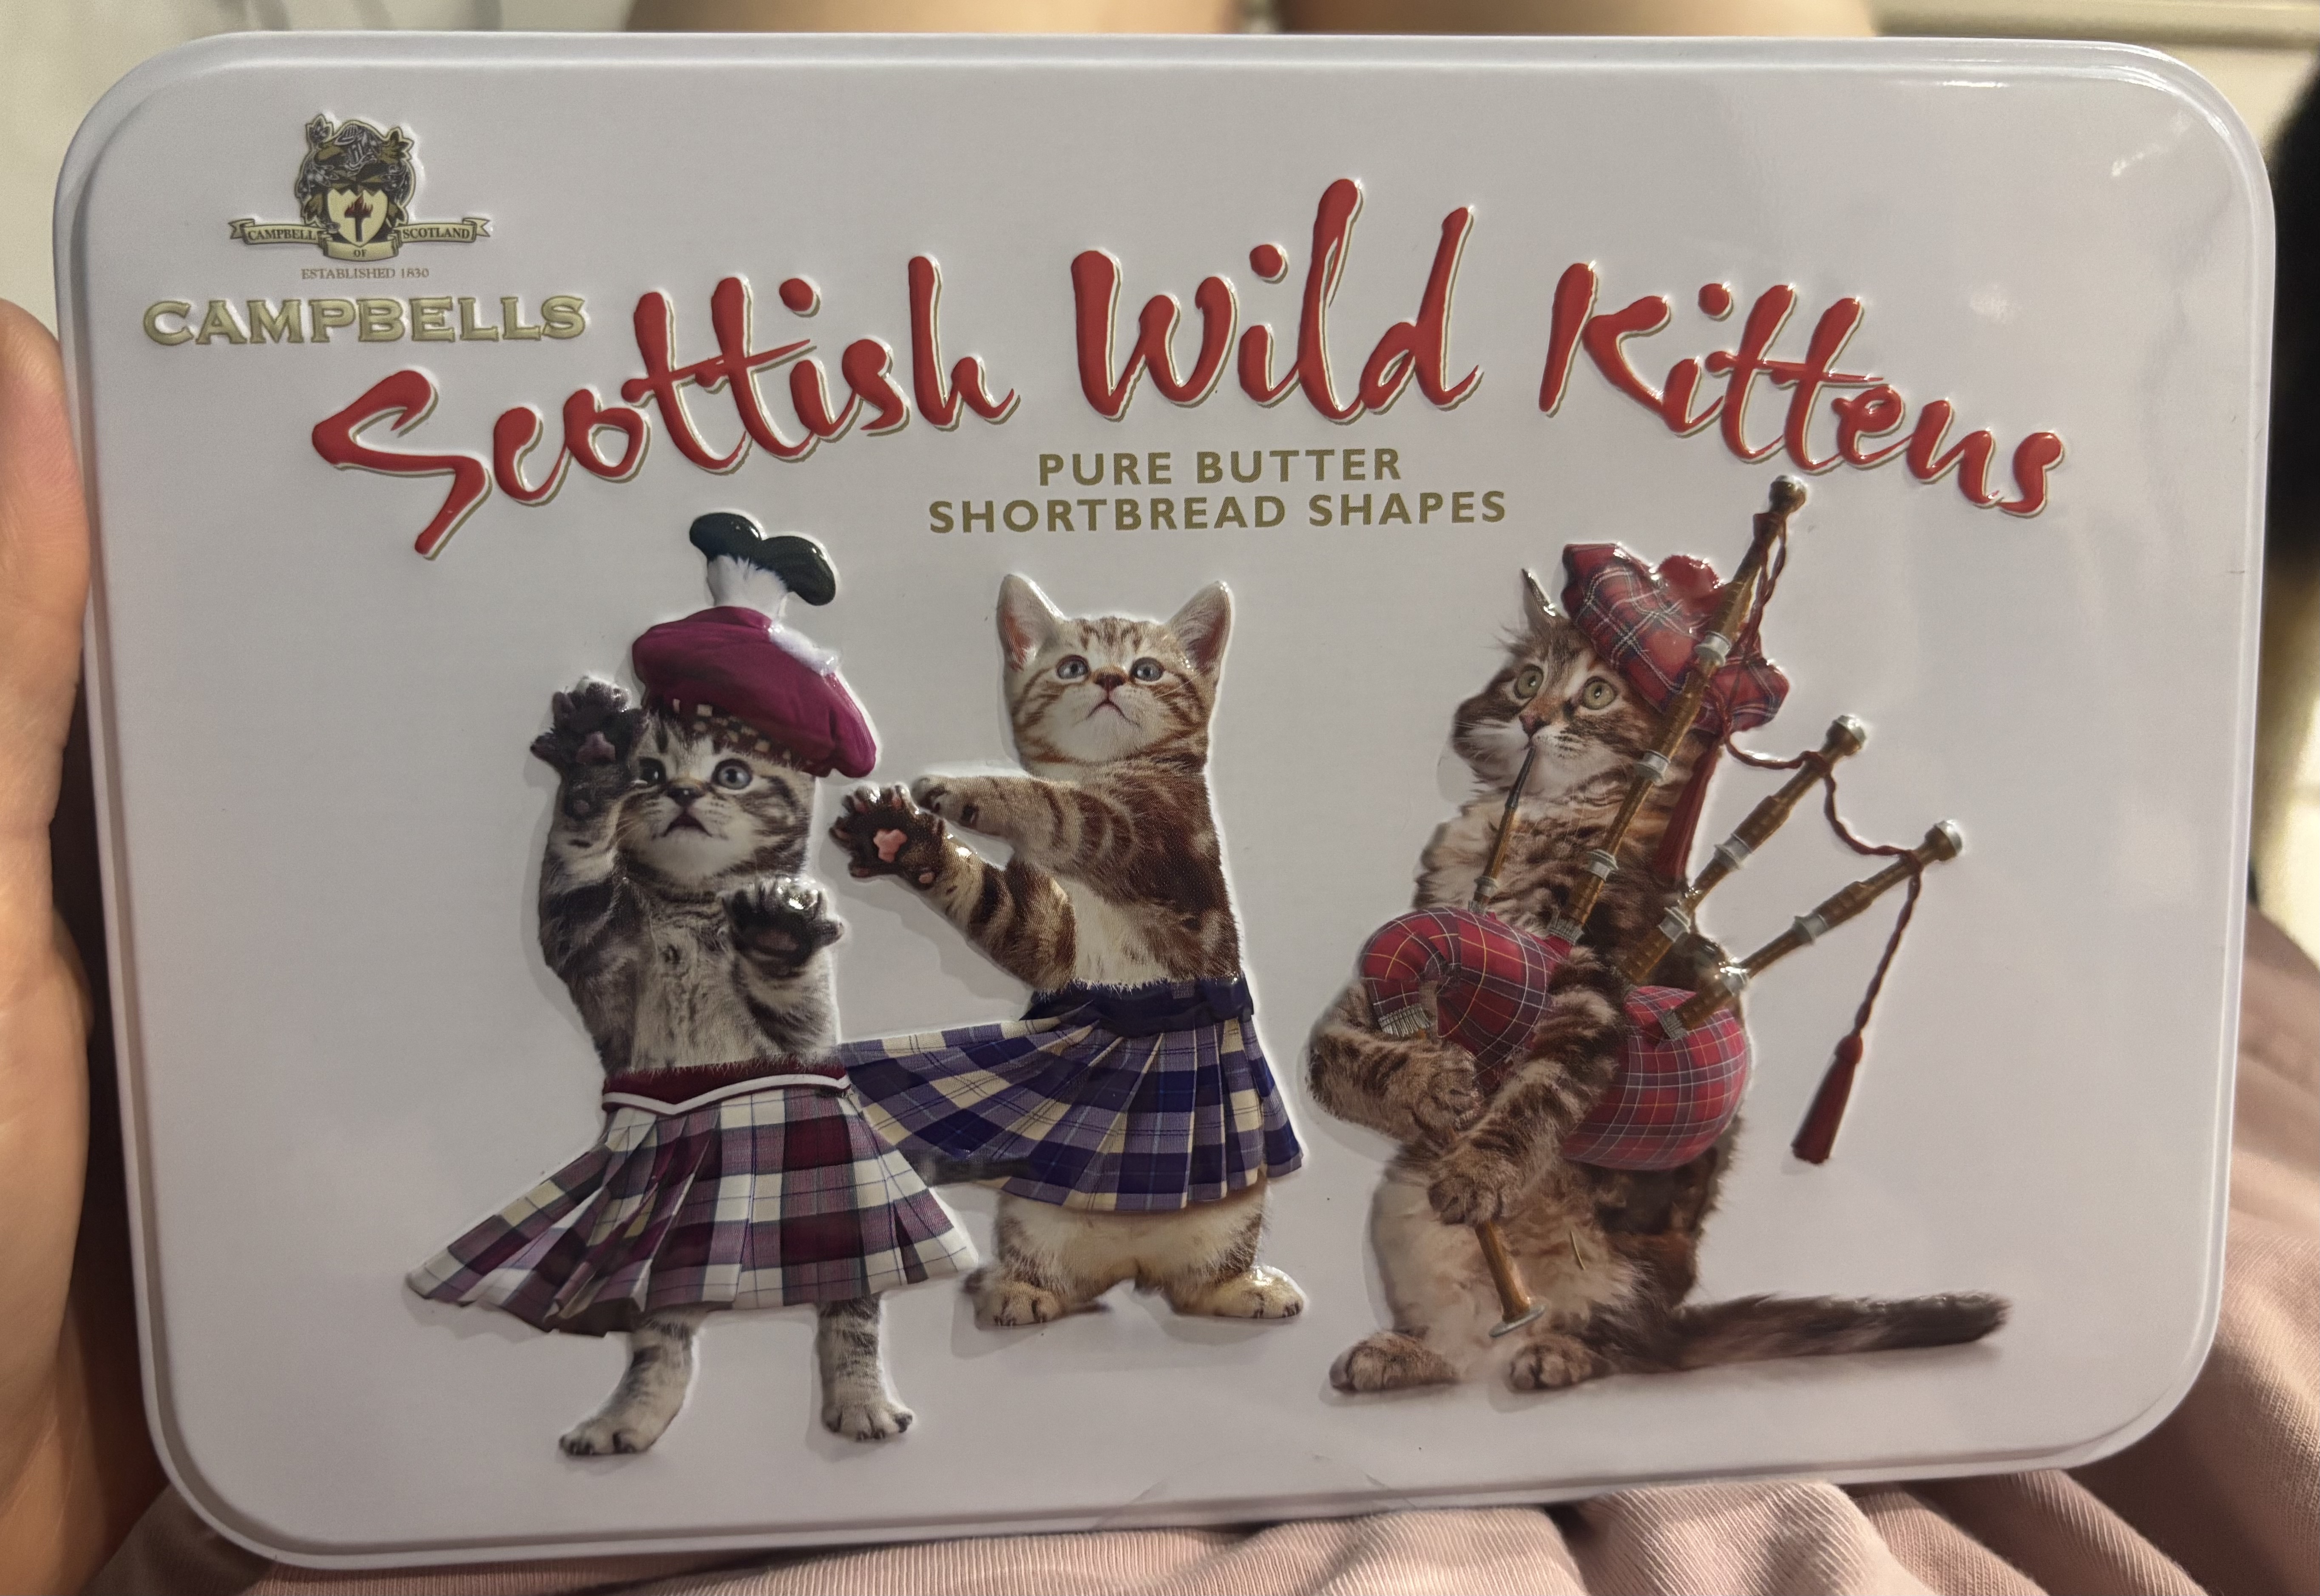 CAMPBELL OF SCOTLAND
ESTABLISHED 1830
CAMPBELLS
Scottish Wild Kittens
PURE BUTTER
SHORTBREAD SHAPES